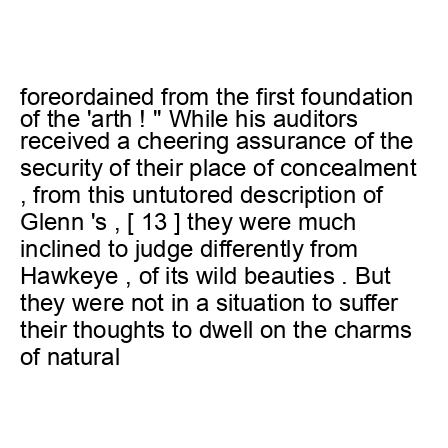 foreordained from the first foundation
of the 'arth ! " While his auditors
received a cheering assurance of the
security of their place of concealment
, from this untutored description of
Glenn 's , [ 13 ] they were much
inclined to judge differently from
Hawkeye , of its wild beauties . But
they were not in a situation to suffer
their thoughts to dwell on the charms
of natural